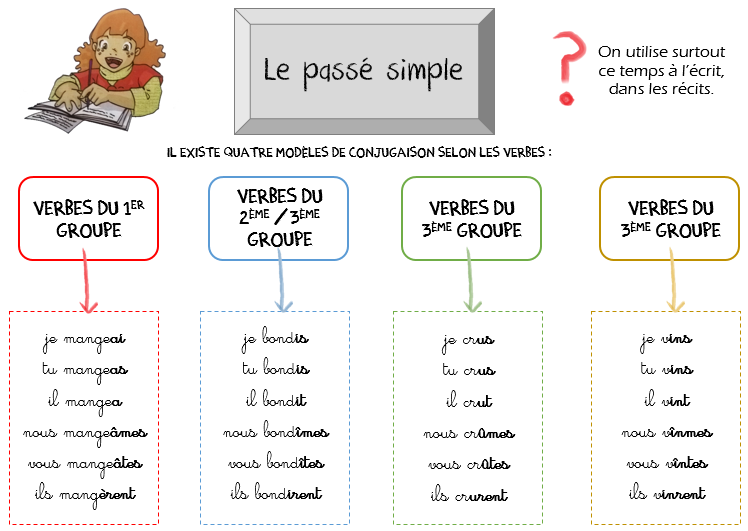 Le passé simple
On utilise surtout
ce temps à l'écrit,
dans les récits.
IL EXISTE QUATRE MODÈLES DE CONJUGAISON SELON LES VERBES :
VERBES DU 1ER
GROUPE
VERBES DU
2ÈME / 3ÈME
GROUPE
VERBES DU
3ÈME GROUPE
VERBES DU
3ÈME GROUPE
je mangeai
tu mangeas
il mangea
nous mangeâmes
vous mangeâtes
ils mangèrent
je bondis
tu bondis
il bondit
nous bondîmes
vous bondîtes
ils bondirent
je crus
tu crus
il crut
nous crûmes
vous crûtes
ils crurent
je vins
tu vins
il vint
nous vînmes
vous vîntes
ils vinrent